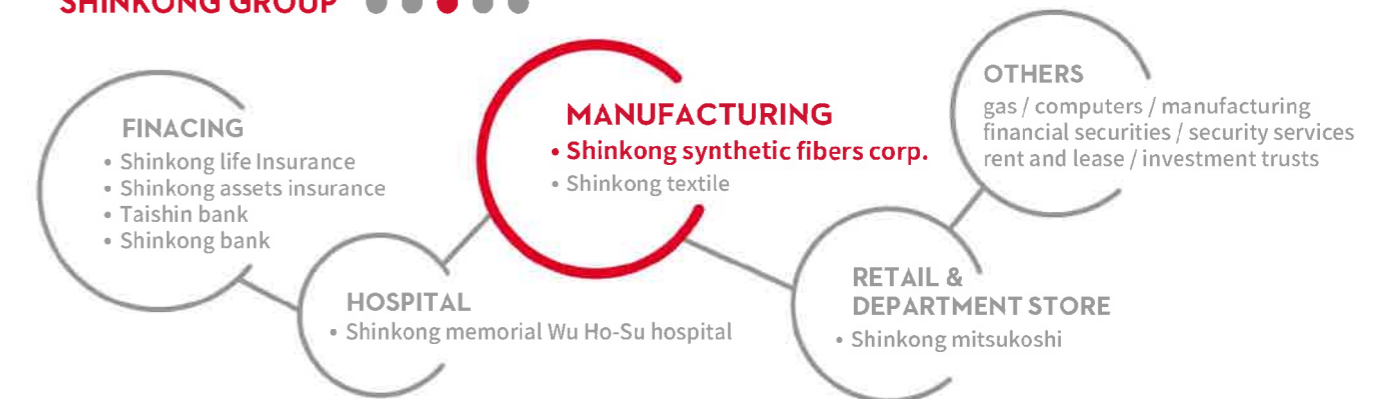 SHINKONG GROUP
FINACING
• Shinkong life Insurance
• Shinkong assets insurance
• Taishin bank
• Shinkong bank
HOSPITAL
• Shinkong memorial Wu Ho-Su hospital
MANUFACTURING
• Shinkong synthetic fibers corp.
• Shinkong textile
RETAIL &
DEPARTMENT STORE
• Shinkong mitsukoshi
OTHERS
gas / computers / manufacturing
financial securities / security services
rent and lease / investment trusts